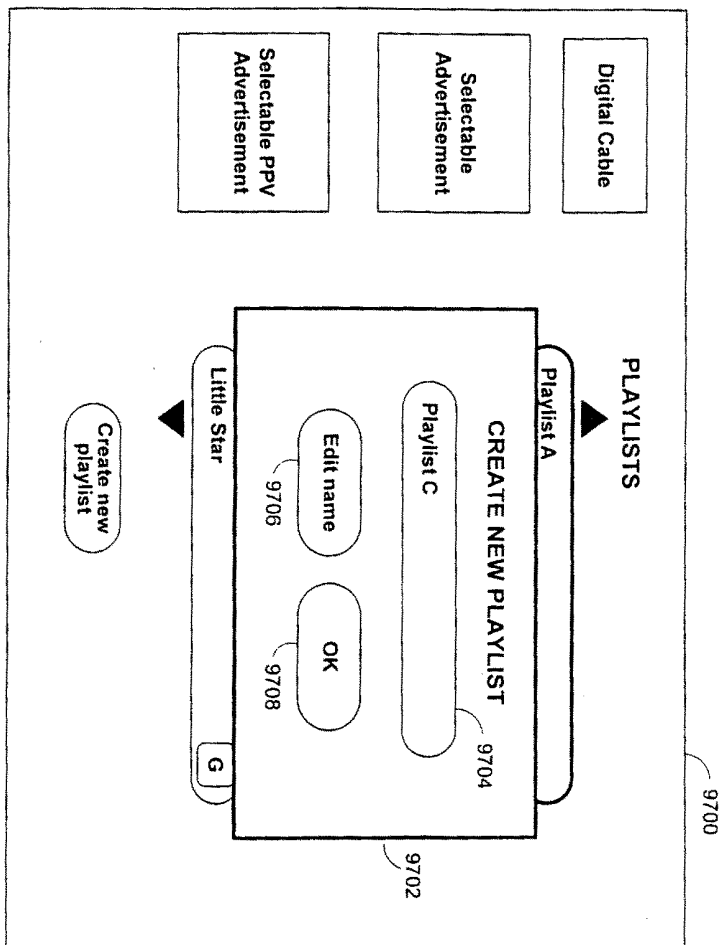 9700
PLAYLISTS
Digital Cable
Selectable
Advertisement
Selectable PPV
Advertisement
Playlist A
9702
CREATE NEW PLAYLIST
Playlist C
9704
Edit name
9706
OK
9708
Little Star
G
Create new
playlist